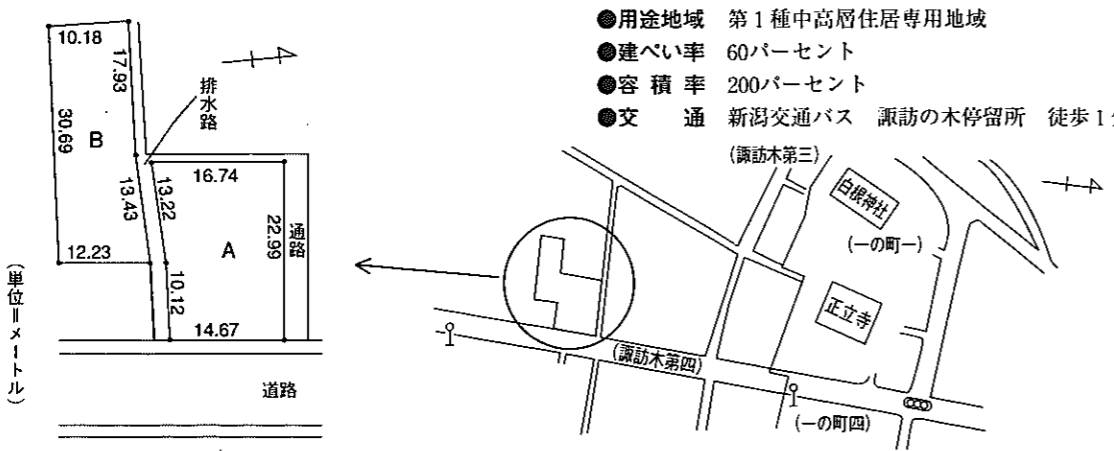 ●用途地域 第1種中高層住居専用地域
●建ぺい率 60パーセント
●容積率 200パーセント
●交通 新潟交通バス 諏訪の木停留所 徒歩1
10.18
17.93
排水路
30.69
B
13.43
13.22
16.74
22.99
通路
A
12.23
10.12
14.67
道路
(単位=メートル)
(諏訪木第三)
白根神社
(一の町一)
正立寺
(諏訪木第四)
(一の町四)